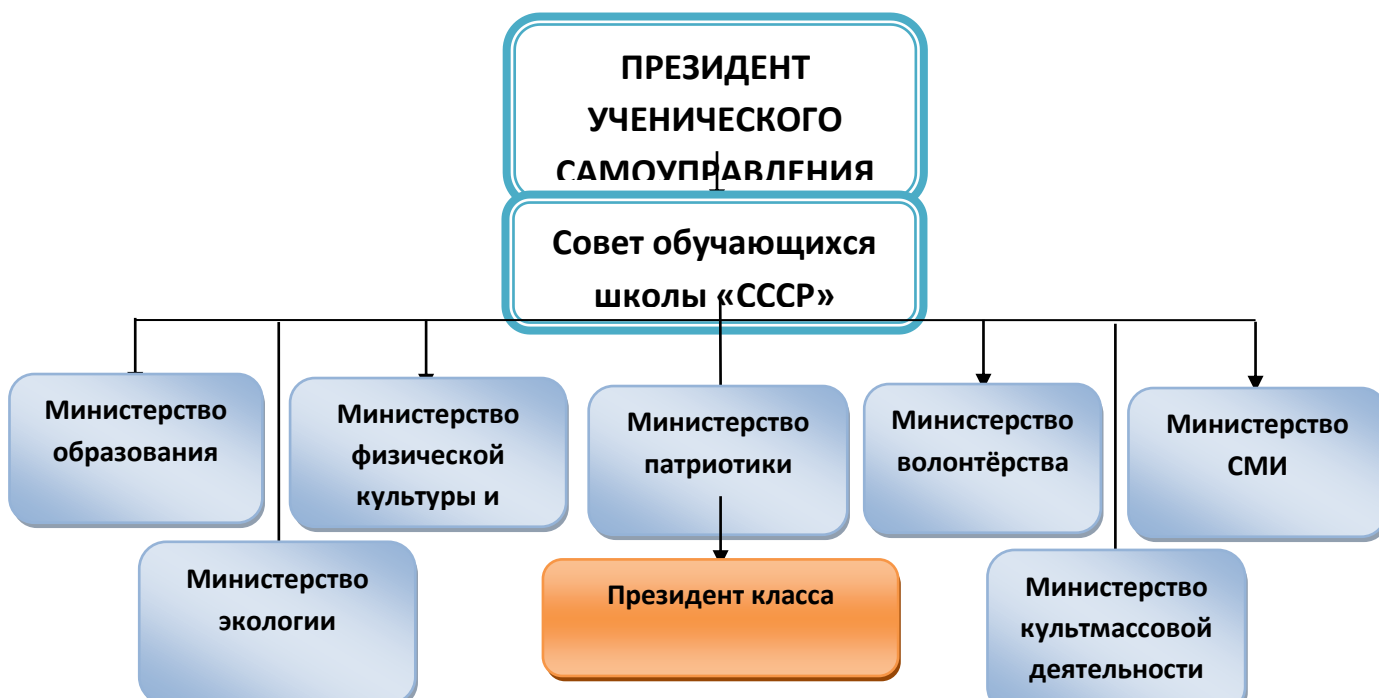 ПРЕЗИДЕНТ
УЧЕНИЧЕСКОГО
САМОУПРАВЛЕНИЯ
Совет обучающихся
школы «СССР»
Министерство
образования
Министерство
физической
культуры и
Министерство
патриотики
Министерство
волонтёрства
Министерство
СМИ
Министерство
экологии
Президент класса
Министерство
культмассовой
деятельности